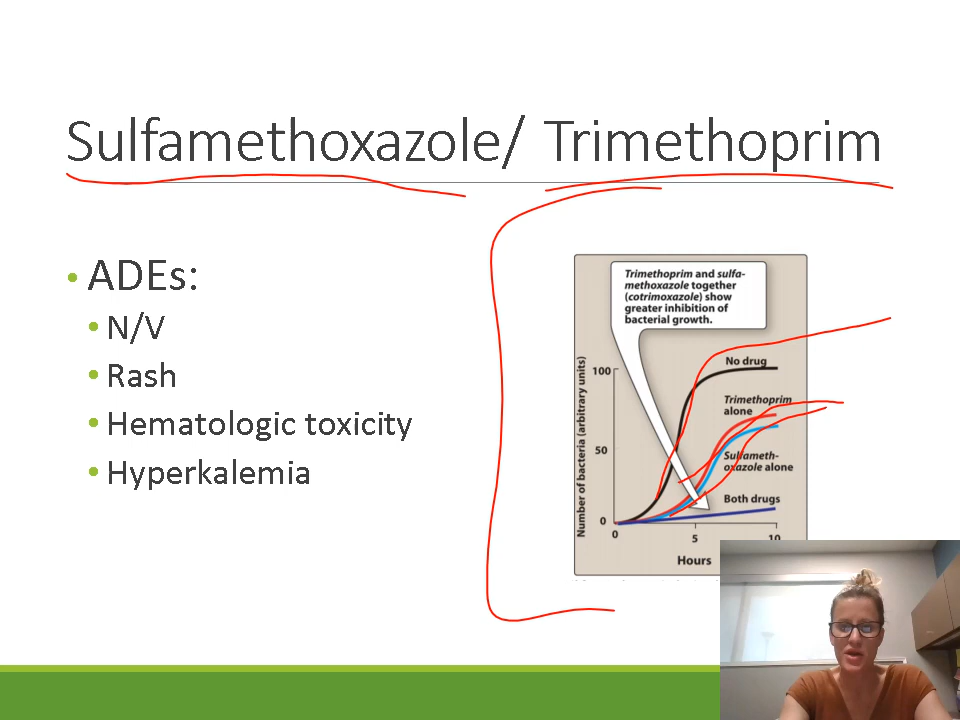 Sulfamethoxazole/ Trimethoprim
• ADEs:
• N/V
• Rash
• Hematologic toxicity
• Hyperkalemia
Trimethoprim and sulfa-
methoxazole together
(cotrimoxazole) show
greater inhibition of
bacterial growth.
Number of bacteria (arbitrary units)
100
50
0
No drug
Trimethoprim
alone
Sulfameth-
oxazole alone
Both drugs
0
5
10
Hours